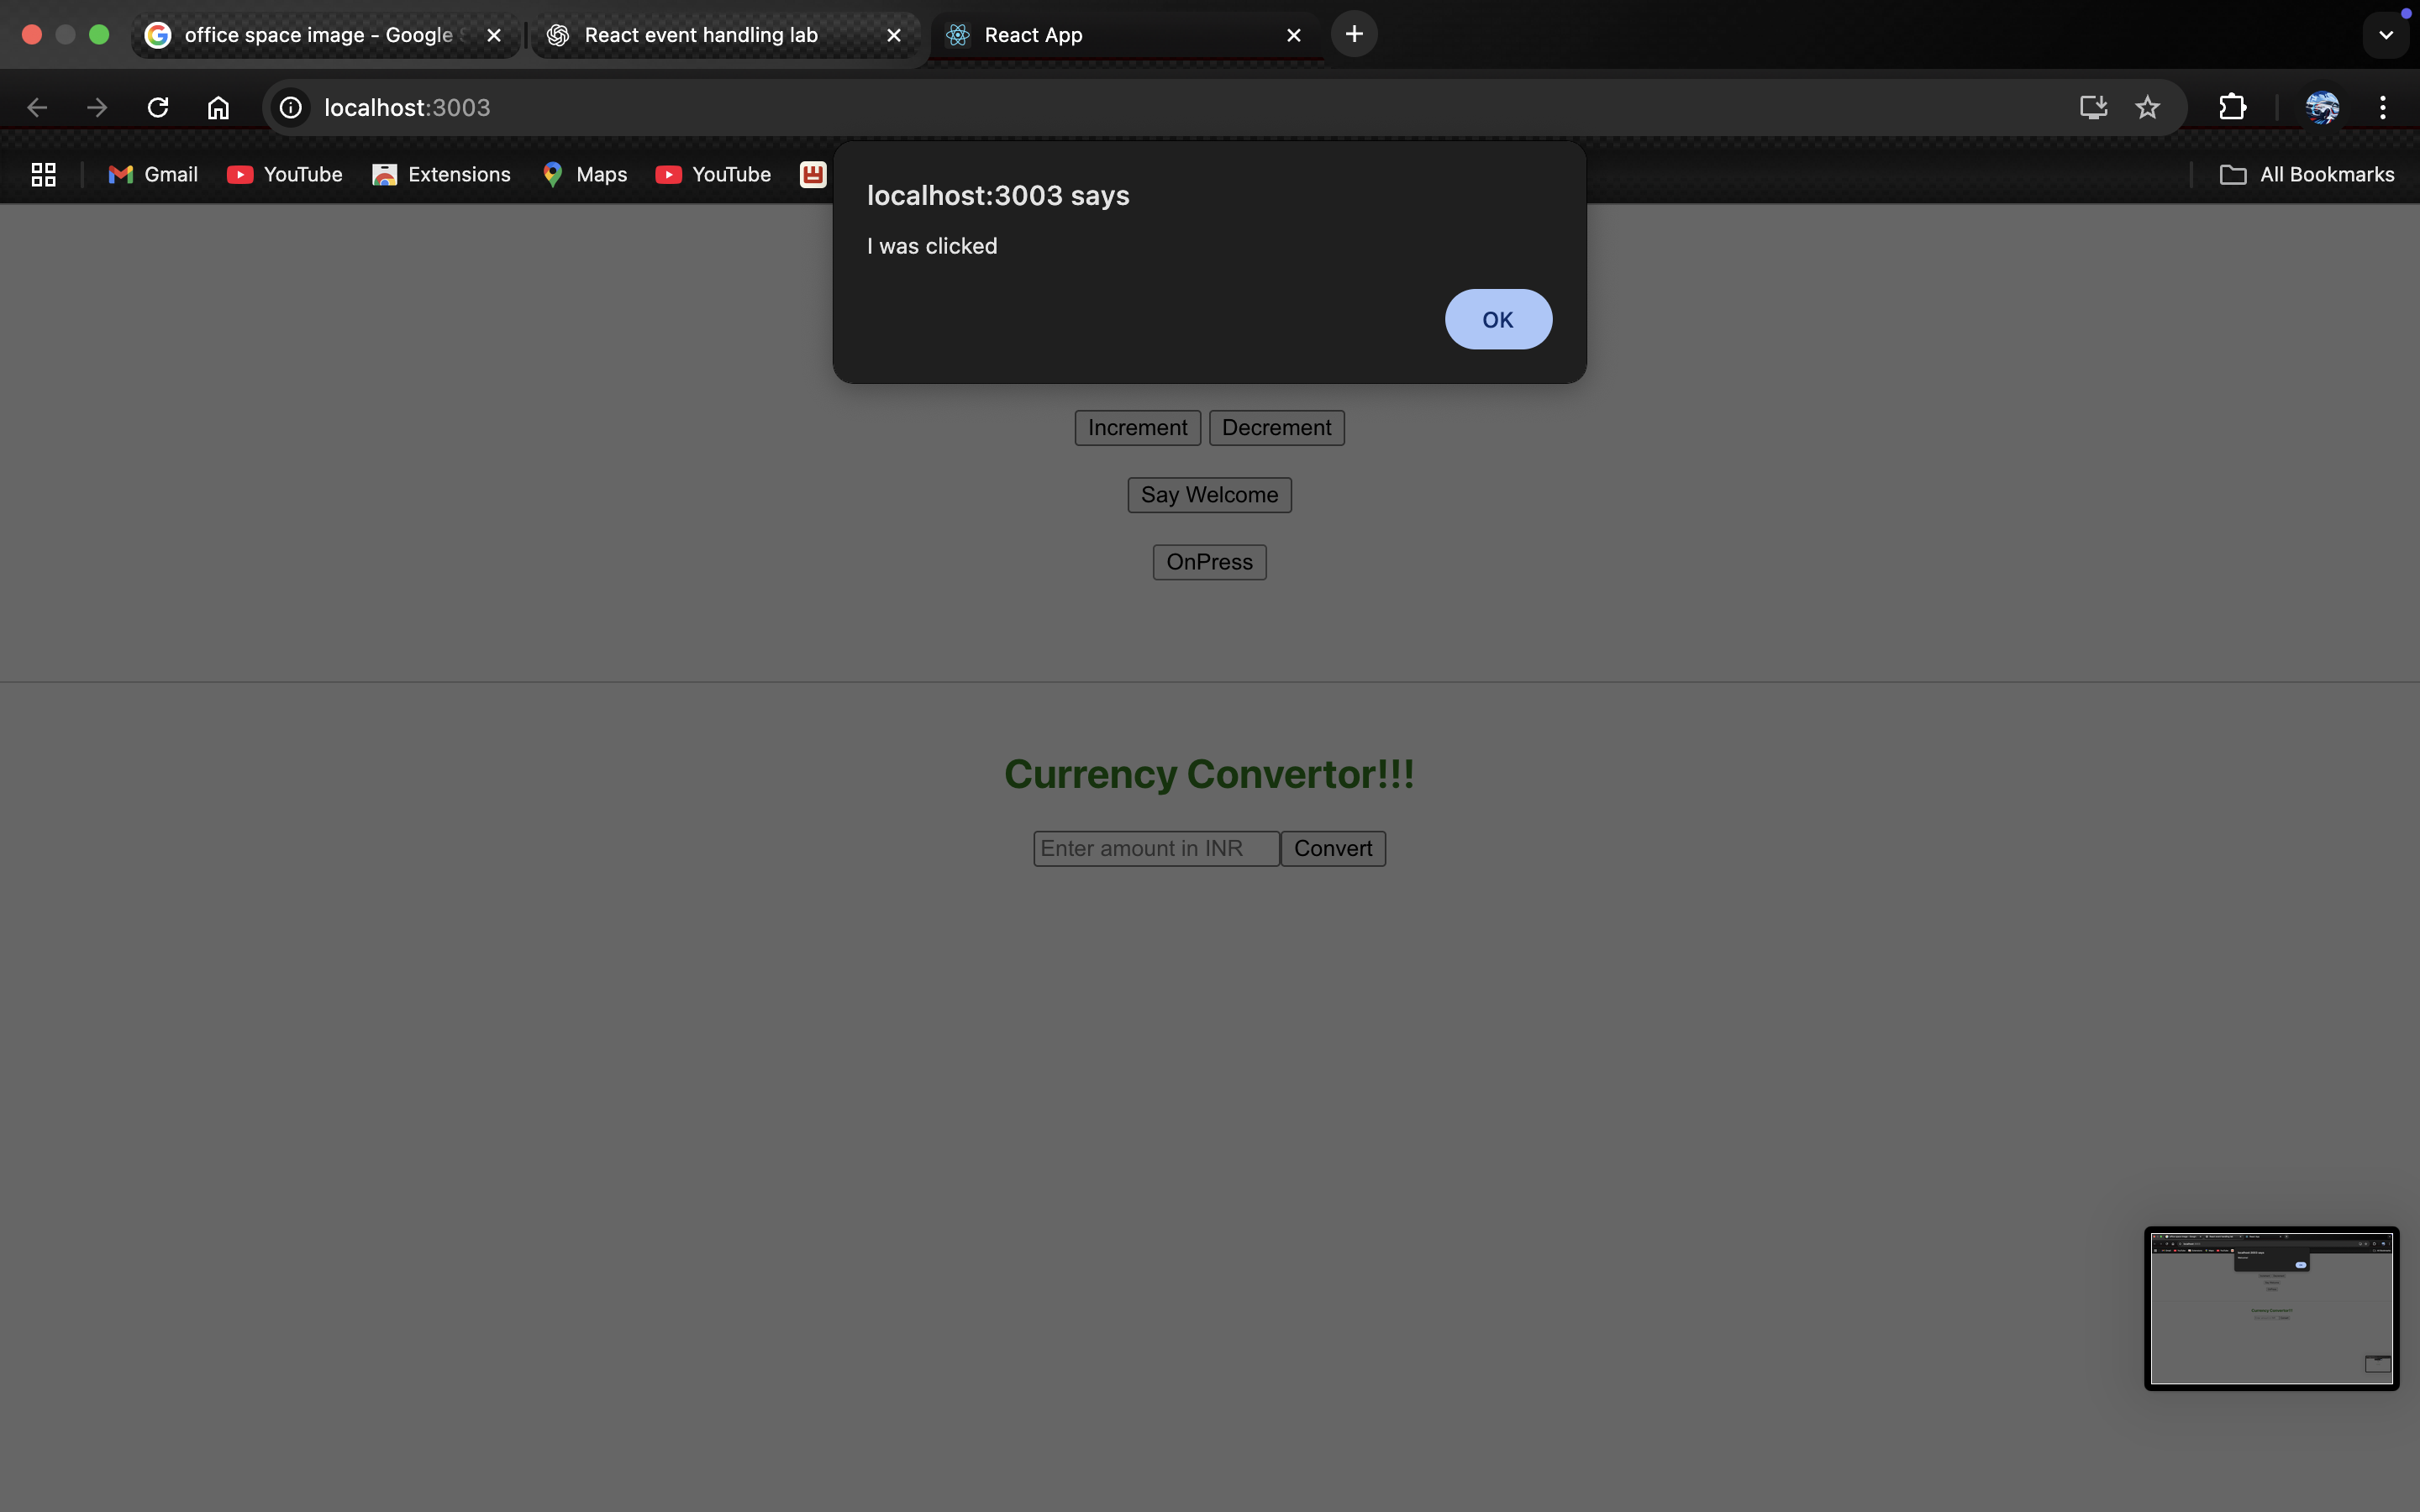 office space image - Google
React event handling lab
React App
localhost:3003
Gmail
YouTube
Extensions
Maps
YouTube
All Bookmarks
localhost:3003 says
I was clicked
OK
Increment
Decrement
Say Welcome
OnPress
Currency Convertor!!!
Enter amount in INR
Convert